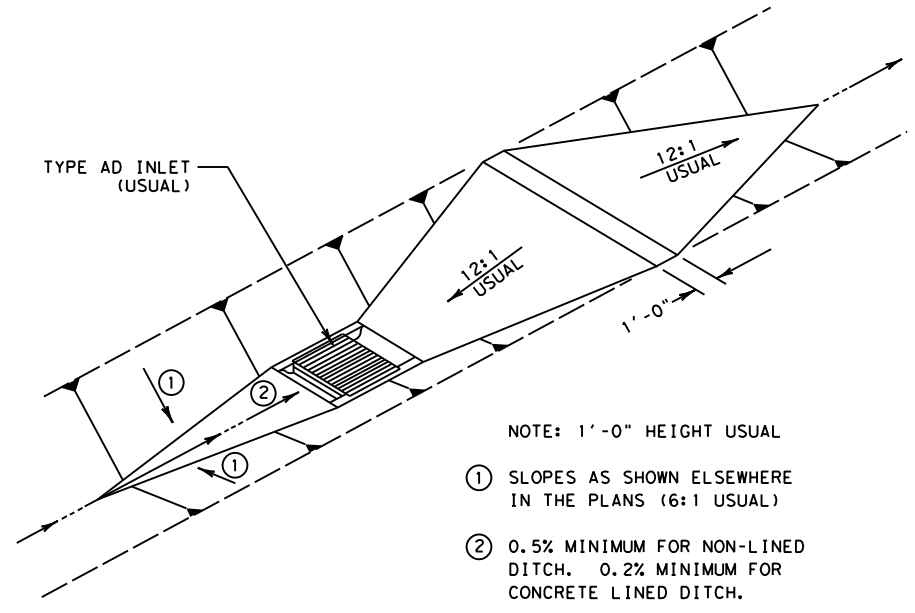 12:1
USUAL
TYPE AD INLET
(USUAL)
12:1
USUAL
1'-0"
1
2
1
NOTE: 1'-0" HEIGHT USUAL
1 SLOPES AS SHOWN ELSEWHERE
IN THE PLANS (6:1 USUAL)
2 0.5% MINIMUM FOR NON-LINED
DITCH. 0.2% MINIMUM FOR
CONCRETE LINED DITCH.